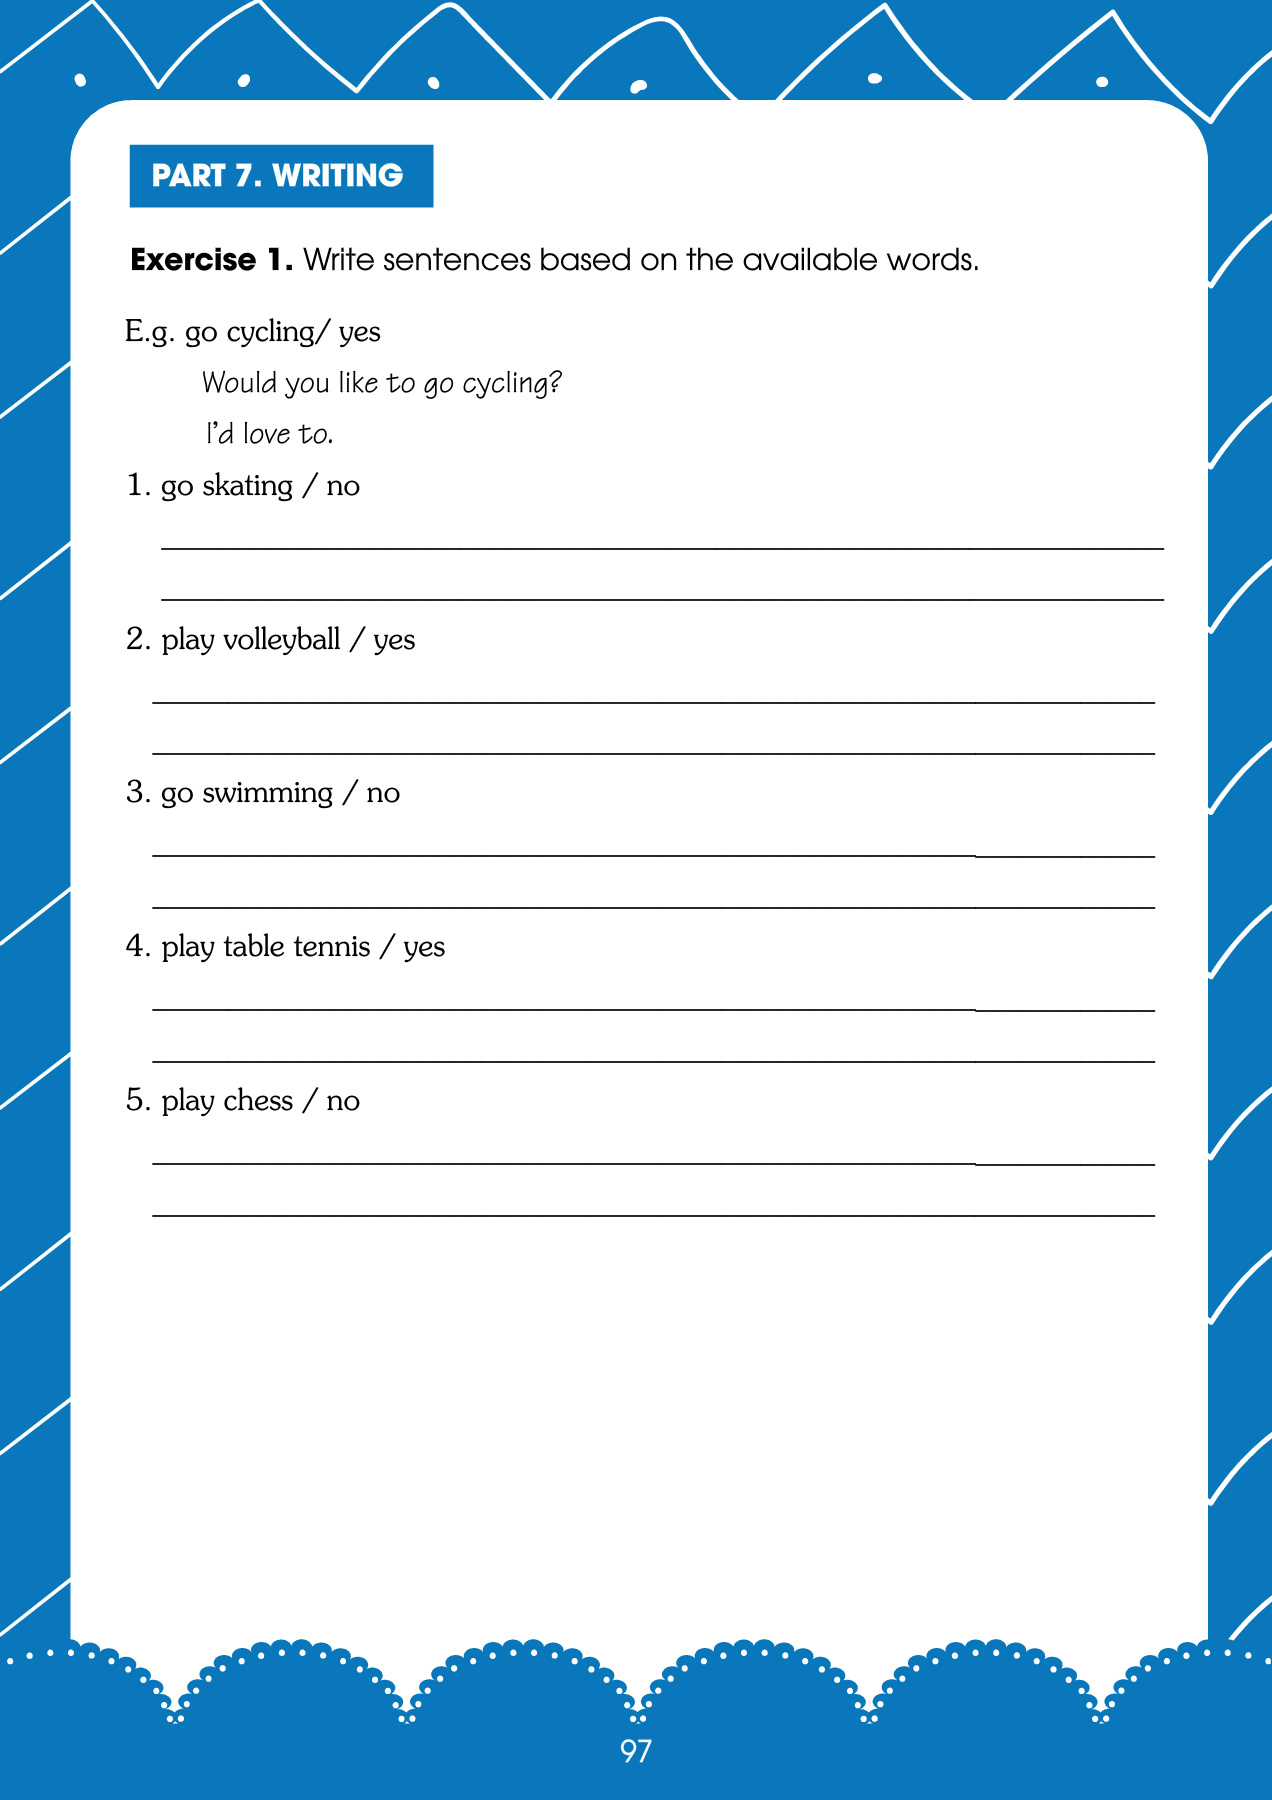 PART 7. WRITING
Exercise 1. Write sentences based on the available words.
E.g. go cycling/ yes
Would you like to go cycling?
I'd love to.
1. go skating / no
2. play volleyball / yes
3. go swimming / no
4. play table tennis / yes
5. play chess / no
97